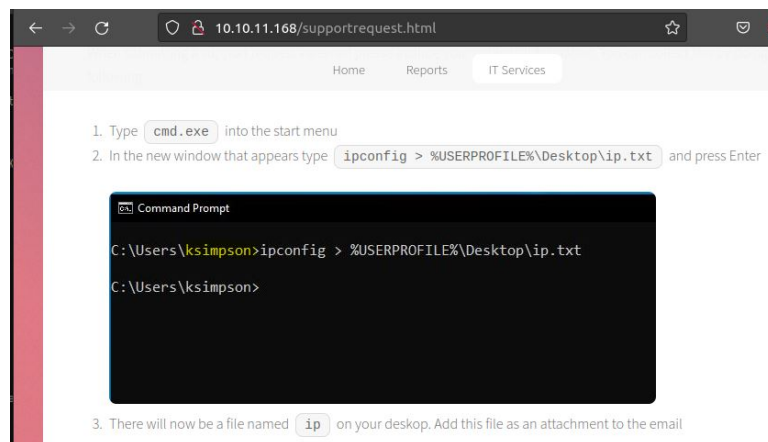 10.10.11.168/supportrequest.html
Home Reports IT Services
1. Type cmd.exe into the start menu
2. In the new window that appears type ipconfig > %USERPROFILE%\Desktop\ip.txt and press Enter
Command Prompt
C:\Users\ksimpson>ipconfig > %USERPROFILE%\Desktop\ip.txt
C:\Users\ksimpson>
3. There will now be a file named ip on your deskop. Add this file as an attachment to the email